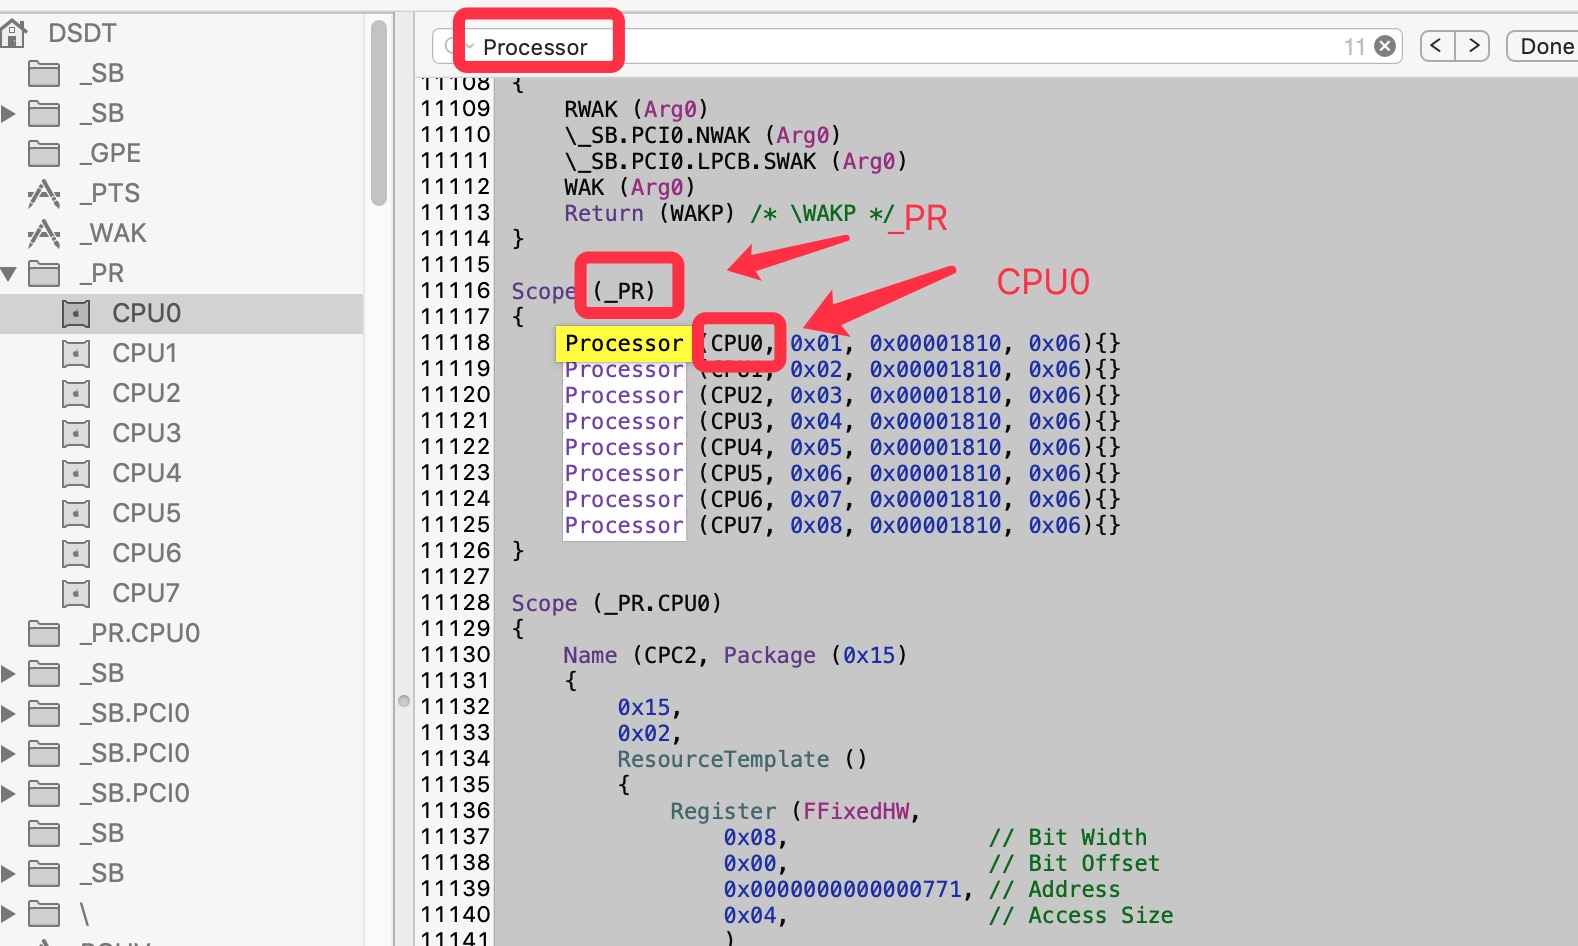 DSDT
_SB
_SB
_GPE
_PTS
_WAK
_PR
CPU0
CPU1
CPU2
CPU3
CPU4
CPU5
CPU6
CPU7
_PR.CPU0
_SB
_SB.PCI0
_SB.PCI0
_SB.PCI0
_SB
_SB
\
Processor 11 < > Done
11108 {
11109 RWAK (Arg0)
11110 \_SB.PCI0.NWAK (Arg0)
11111 \_SB.PCI0.LPCB.SWAK (Arg0)
11112 WAK (Arg0)
11113 Return (WAKP) /* \WAKP */
_PR
11114 }
11115
CPU0
11116 Scope (_PR)
11117 {
11118 Processor (CPU0, 0x01, 0x00001810, 0x06){}
11119 Processor (CPU1, 0x02, 0x00001810, 0x06){}
11120 Processor (CPU2, 0x03, 0x00001810, 0x06){}
11121 Processor (CPU3, 0x04, 0x00001810, 0x06){}
11122 Processor (CPU4, 0x05, 0x00001810, 0x06){}
11123 Processor (CPU5, 0x06, 0x00001810, 0x06){}
11124 Processor (CPU6, 0x07, 0x00001810, 0x06){}
11125 Processor (CPU7, 0x08, 0x00001810, 0x06){}
11126 }
11127
11128 Scope (_PR.CPU0)
11129 {
11130 Name (CPC2, Package (0x15)
11131 {
11132 0x15,
11133 0x02,
11134 ResourceTemplate ()
11135 {
11136 Register (FFixedHW,
11137 0x08, // Bit Width
11138 0x00, // Bit Offset
11139 0x0000000000000771, // Address
11140 0x04, // Access Size
11141 )